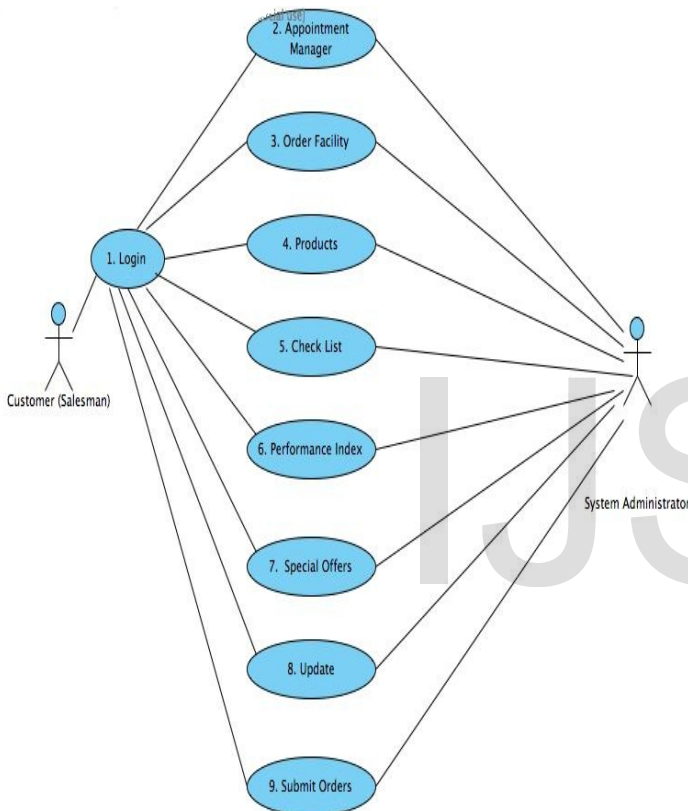 2. Appointment
Manager
3. Order Facility
4. Products
1. Login
5. Check List
Customer (Salesman)
6. Performance Index
System Administrator
IJS
7. Special Offers
8. Update
9. Submit Orders